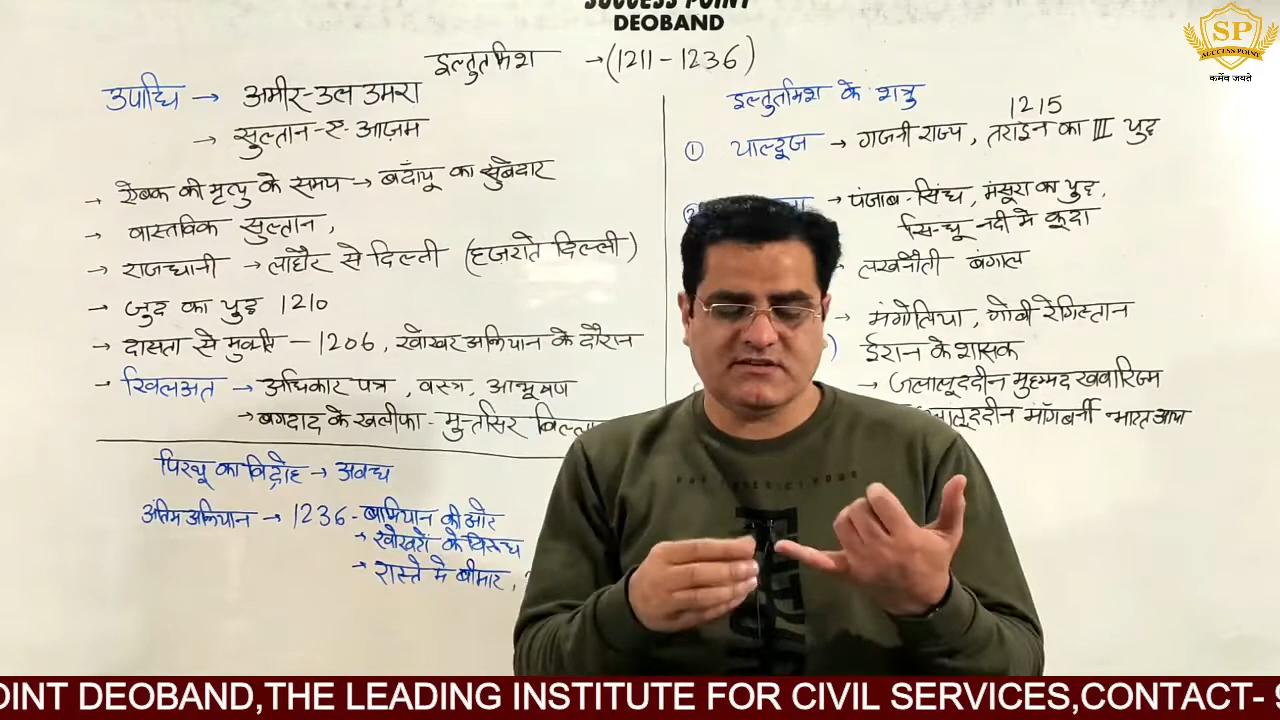 SUCCESS POINT
DEOBAND
SP
SUCCESS POINT
कर्मेव जयते
इल्तुतमिश → (1211-1236)
उपाधि → अमीर-उल उमरा
→ सुल्तान-ए-आज़म
→ ऐबक की मृत्यु के समय → बदाँयू का सुबेदार
→ वास्तविक सुल्तान,
→ राजधानी → लाहौर से दिल्ली (हज़रते दिल्ली)
→ जुद का युद्ध 1210
→ दासता से मुक्ति - 1206, खोखर अभियान के दौरान
→ खिलअत → अधिकार पत्र, वस्त्र, आभूषण
→ बगदाद के खलीफा - मुन्तसिर बिल्ला
पिरथू का विद्रोह → अवध
अंतिम अभियान → 1236 - बामियान की ओर
→ खोखरों के विरूध
→ रास्ते मे बीमार,
इल्तुतमिश के शत्रु
1215
① याल्दूज → गजनी राज्य, तराइन का III युद्ध
② → पंजाब-सिंध, मंसूरा का युद्ध,
सिन्धू नदी मे कूदा
लखनौती बंगाल
→ मंगोलिया, गोबी रेगिस्तान
) ईरान के शासक
→ जलालूददीन मुहम्मद ख्वारिज्म
मॉगबर्नी भारत आया
OINT DEOBAND,THE LEADING INSTITUTE FOR CIVIL SERVICES,CONTACT-